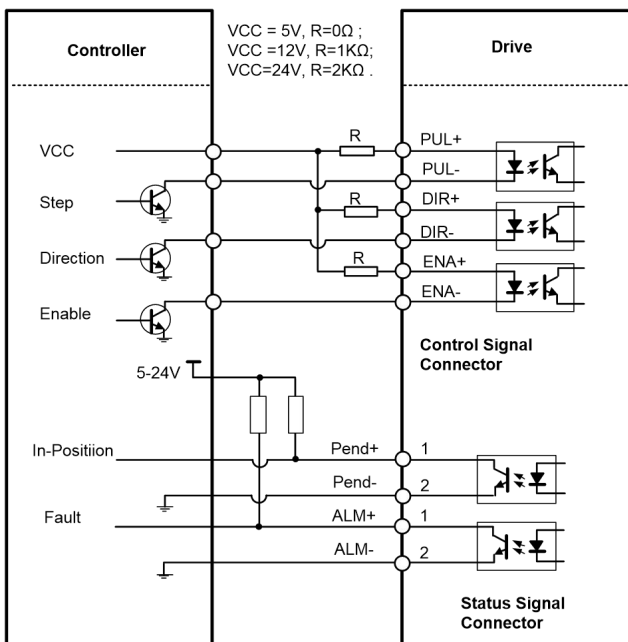 Controller
VCC = 5V, R=0Ω ;
VCC =12V, R=1KΩ;
VCC=24V, R=2KΩ .
Drive
VCC
R
PUL+
PUL-
Step
R
DIR+
DIR-
Direction
R
ENA+
ENA-
Enable
Control Signal
Connector
5-24V
In-Positiion
Pend+
1
Pend-
2
Fault
ALM+
1
ALM-
2
Status Signal
Connector